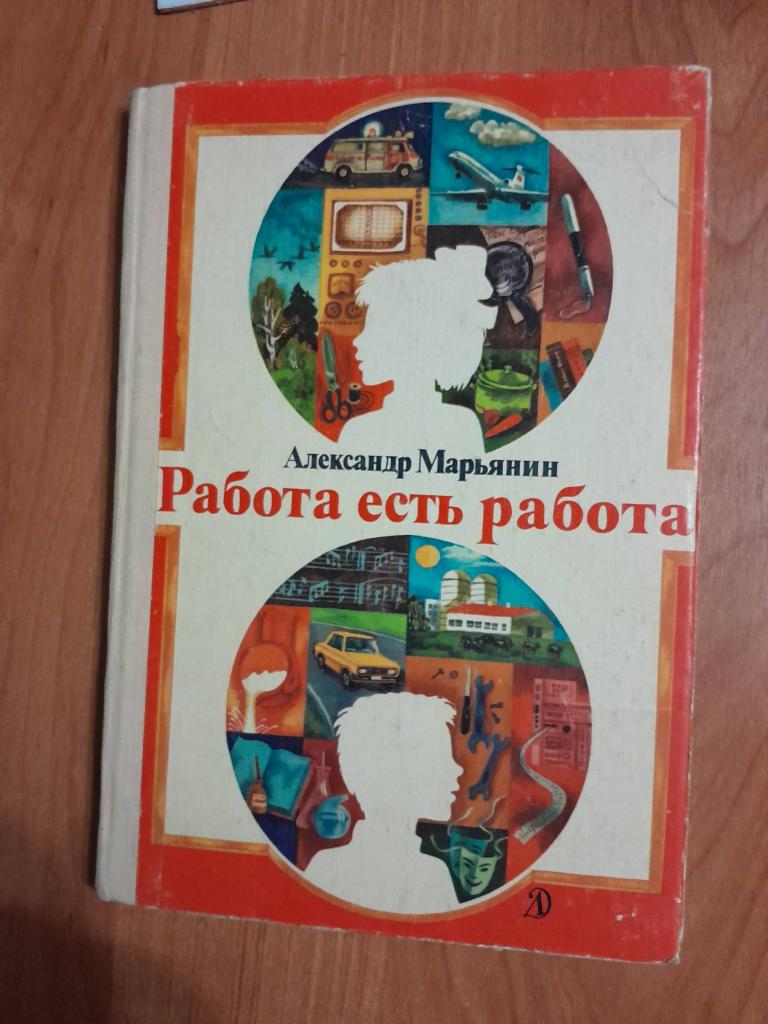 Александр Марьянин
Работа есть работа